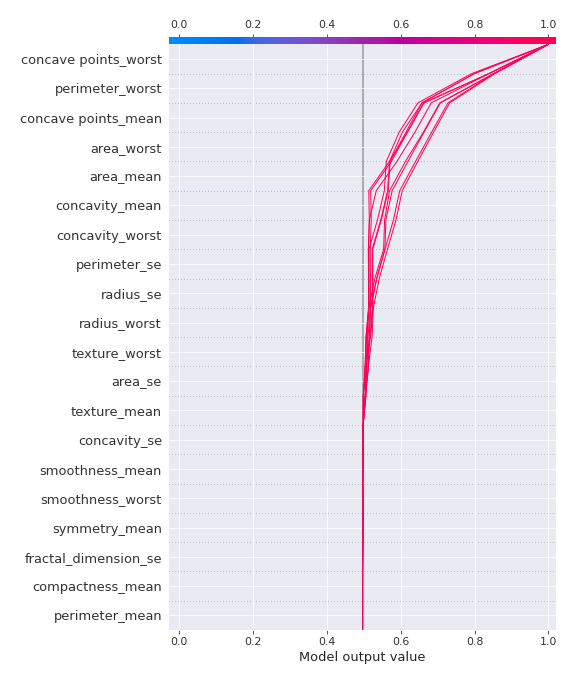 0.0 0.2 0.4 0.6 0.8 1.0
concave points_worst
perimeter_worst
concave points_mean
area_worst
area_mean
concavity_mean
concavity_worst
perimeter_se
radius_se
radius_worst
texture_worst
area_se
texture_mean
concavity_se
smoothness_mean
smoothness_worst
symmetry_mean
fractal_dimension_se
compactness_mean
perimeter_mean
0.0 0.2 0.4 0.6 0.8 1.0
Model output value